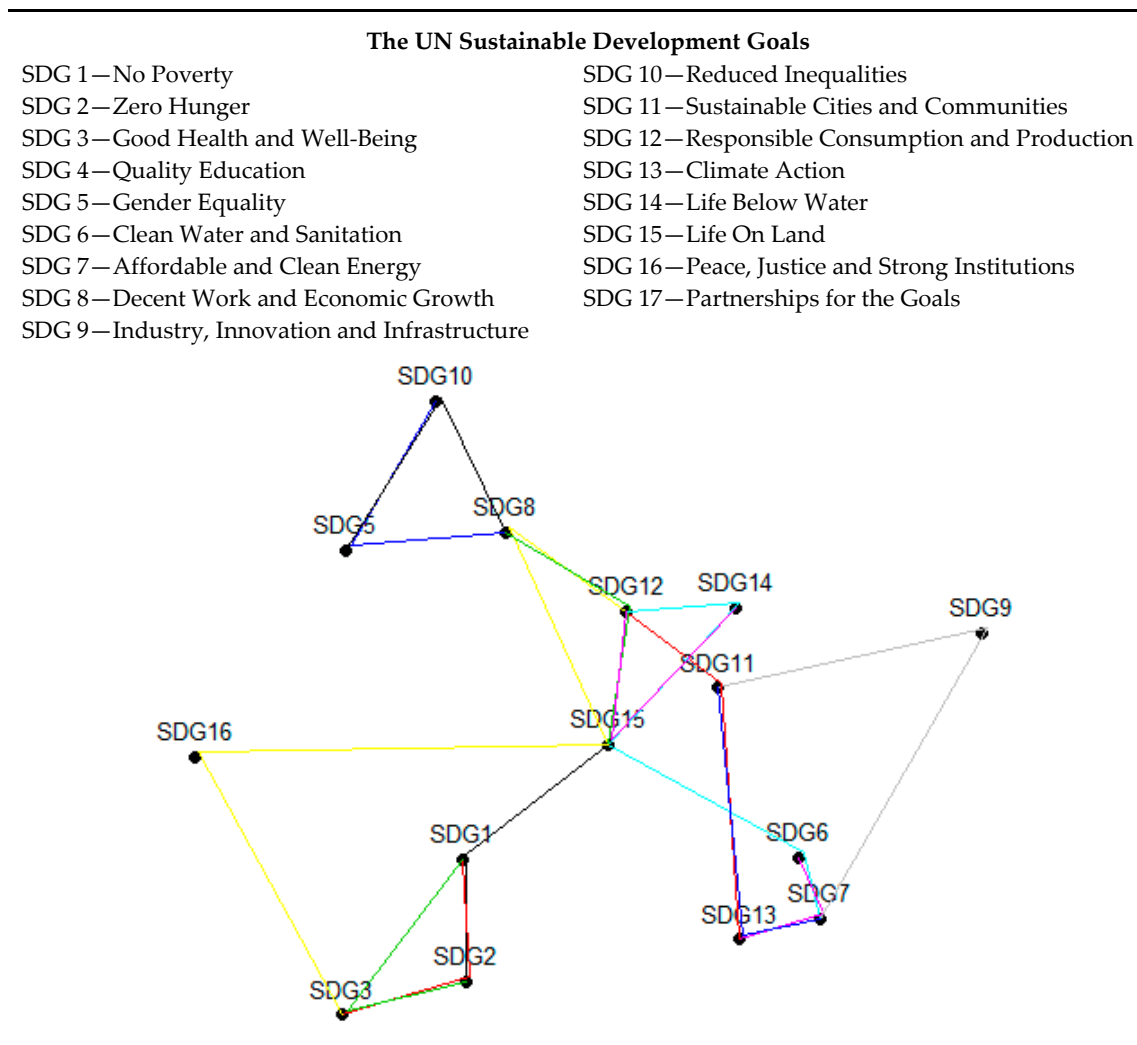 The UN Sustainable Development Goals
SDG 1—No Poverty
SDG 2—Zero Hunger
SDG 3—Good Health and Well-Being
SDG 4—Quality Education
SDG 5—Gender Equality
SDG 6—Clean Water and Sanitation
SDG 7—Affordable and Clean Energy
SDG 8—Decent Work and Economic Growth
SDG 9—Industry, Innovation and Infrastructure
SDG 10—Reduced Inequalities
SDG 11—Sustainable Cities and Communities
SDG 12—Responsible Consumption and Production
SDG 13—Climate Action
SDG 14—Life Below Water
SDG 15—Life On Land
SDG 16—Peace, Justice and Strong Institutions
SDG 17—Partnerships for the Goals
SDG10
SDG8
SDG5
SDG12
SDG14
SDG9
SDG11
SDG15
SDG16
SDG1
SDG6
SDG7
SDG13
SDG2
SDG3